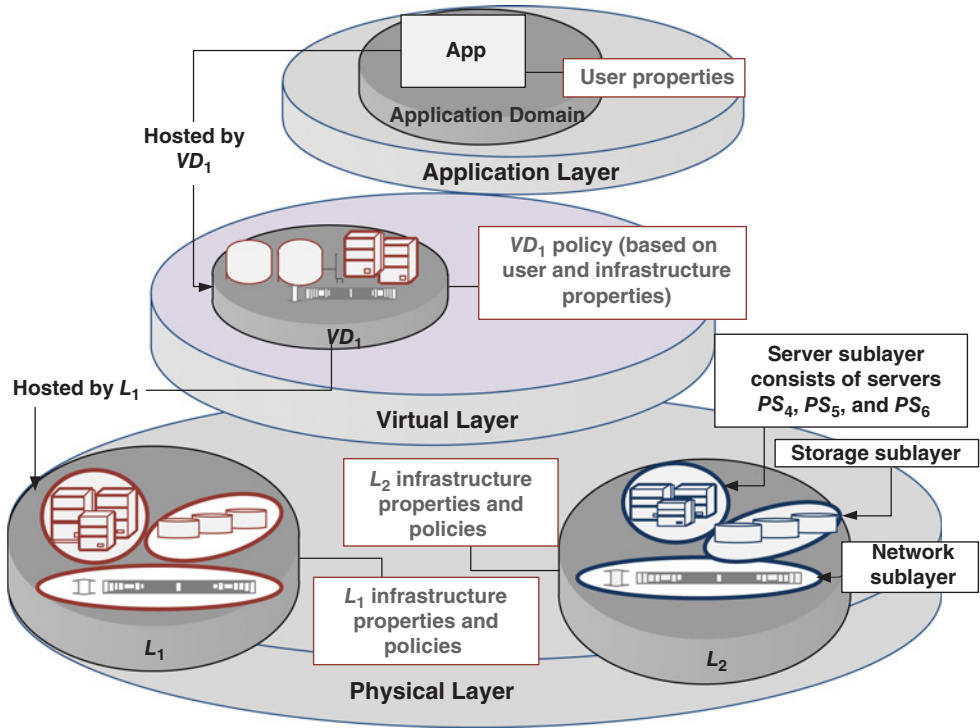 App
User properties
Application Domain
Hosted by
VD₁
Application Layer
VD₁ policy (based on
user and infrastructure
properties)
VD₁
Server sublayer
consists of servers
PS₄, PS₅, and PS₆
Hosted by L₁
Virtual Layer
Storage sublayer
L₂ infrastructure
properties and
policies
Network
sublayer
L₁ infrastructure
properties and
policies
L₁
L₂
Physical Layer